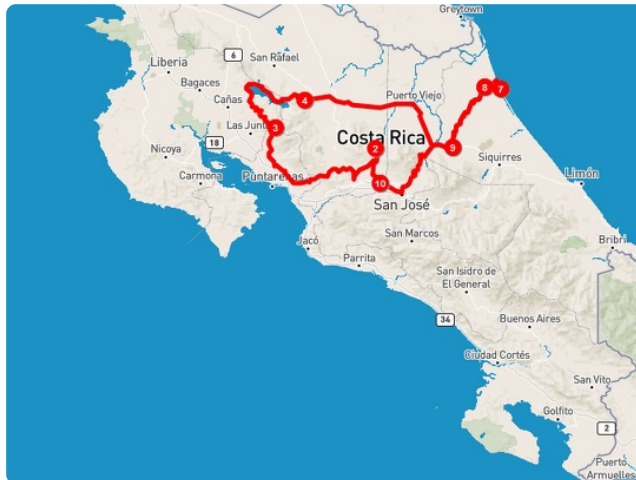 Greytown
6
San Rafael
Liberia
Bagaces
8
7
4
Puerto Viejo
Cañas
3
Las Junt
Costa Rica
2
9
18
Siquirres
Nicoya
Carmona
Puntarenas
10
Limón
San José
Jacó
San Marcos
Bribri
Parrita
San Isidro de
El General
34
Buenos Aires
Ciudad Cortés
San Vito
Golfito
2
Puerto
Armuelles